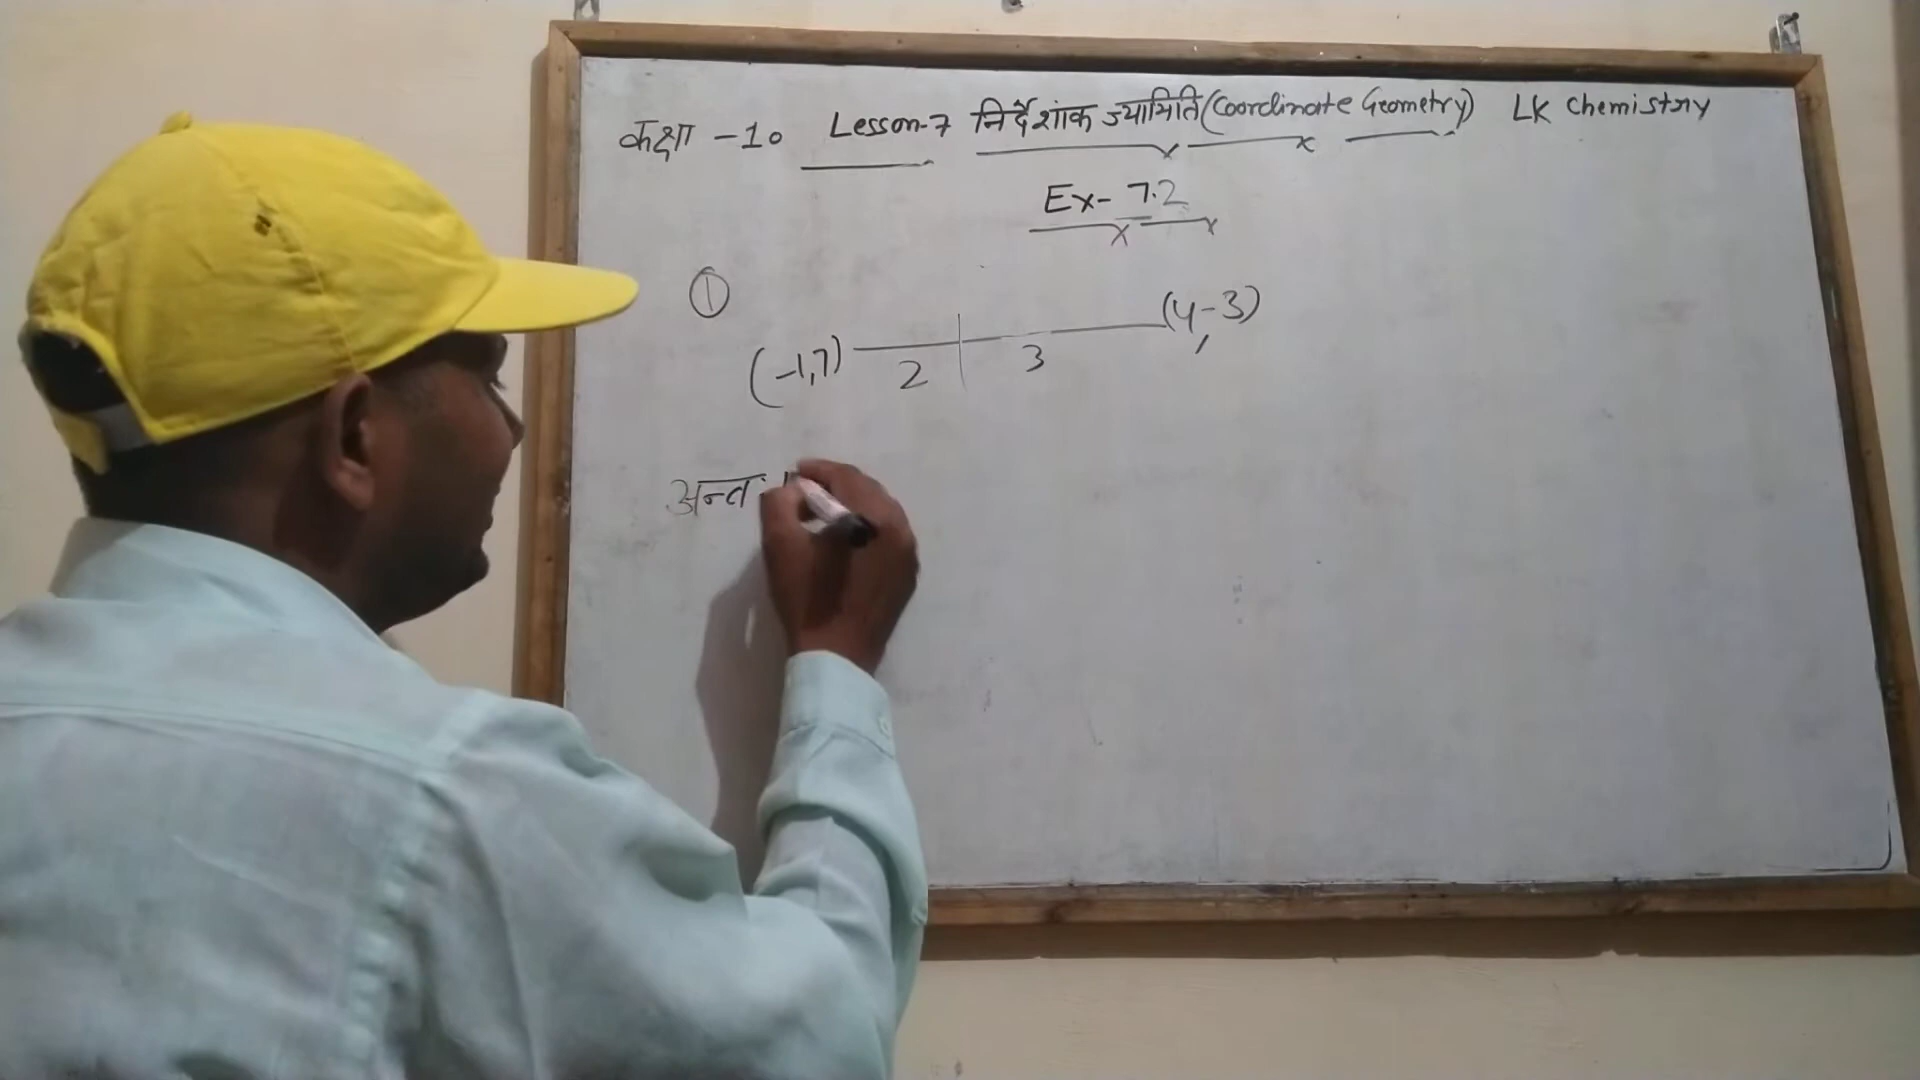 कक्षा - 10 Lesson-7 निर्देशांक ज्यामिति (Coordinate Geometry) LK Chemistry
Ex- 7.2
①
(-1,7) 2 3 (4,-3)
अन्त: